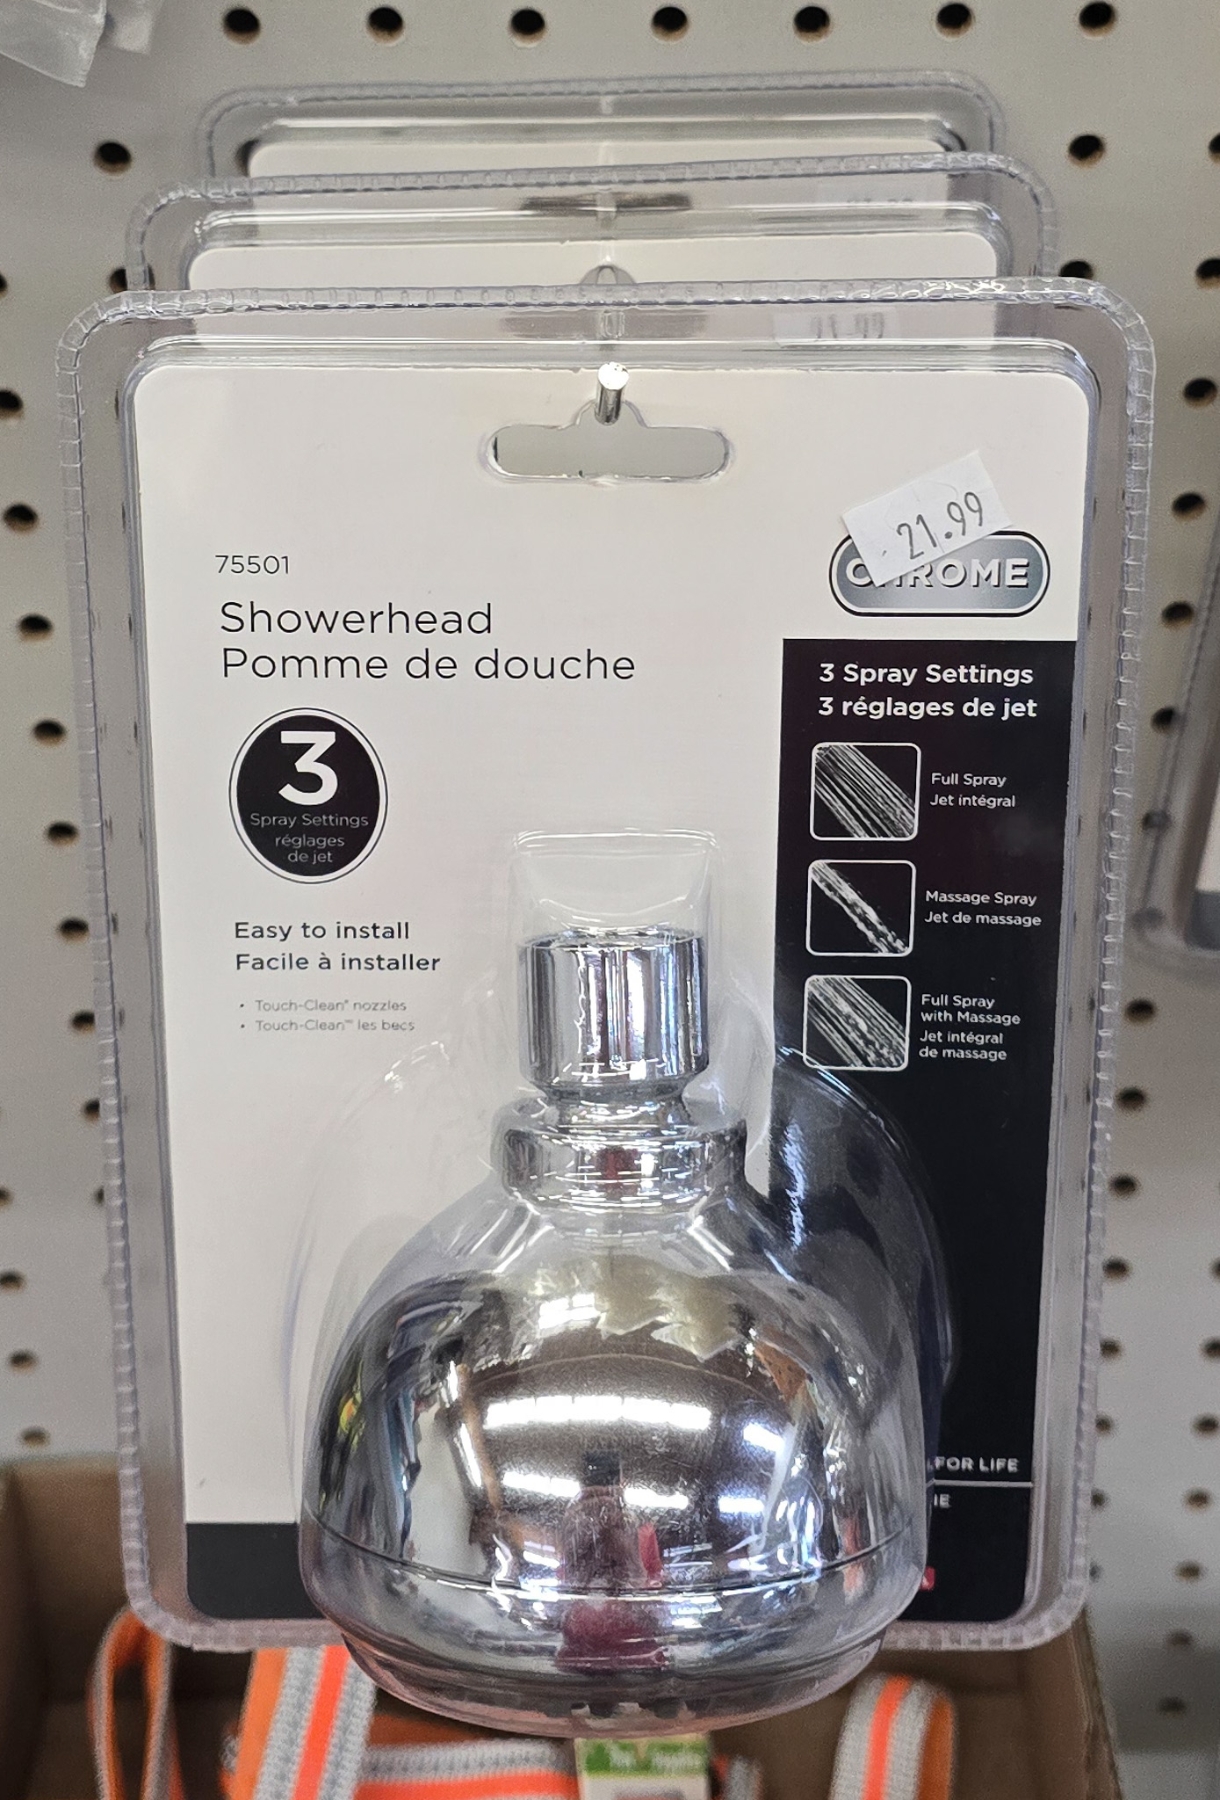 21.99
CHROME
75501
Showerhead
Pomme de douche
3
Spray Settings
réglages
de jet
Easy to install
Facile à installer
• Touch-Clean® nozzles
• Touch-Clean™ les becs
3 Spray Settings
3 réglages de jet
Full Spray
Jet intégral
Massage Spray
Jet de massage
Full Spray
with Massage
Jet intégral
de massage
FOR LIFE